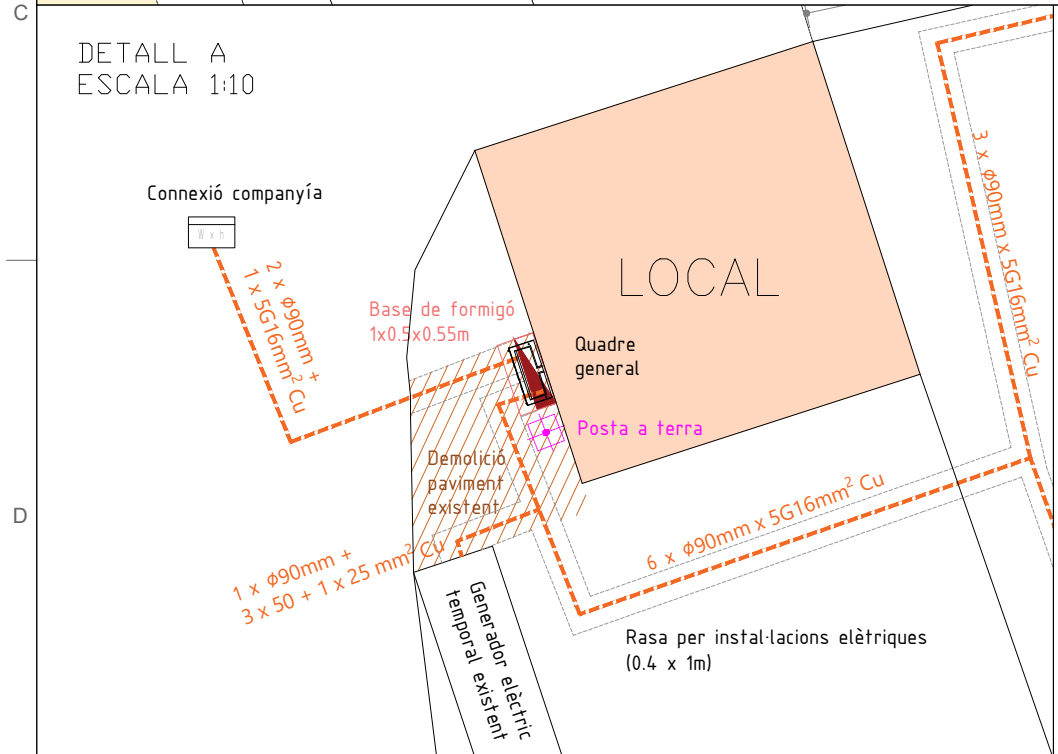 C
DETALL A
ESCALA 1:10
Connexió companyía
W x h
2 x ϕ90mm +
1 x 5G16mm² Cu
Base de formigó
1x0.5x0.55m
LOCAL
Quadre
general
3 x ϕ90mm x 5G16mm² Cu
Posta a terra
Demolició
paviment
existent
D
6 x ϕ90mm x 5G16mm² Cu
1 x ϕ90mm +
3 x 50 + 1 x 25 mm² Cu
Generador elèctric
temporal existent
Rasa per instal·lacions elètriques
(0.4 x 1m)